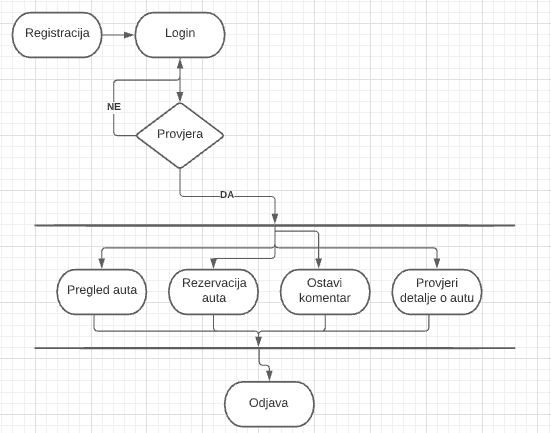 Registracija
Login
NE
Provjera
DA
Pregled auta
Rezervacija
auta
Ostavi
komentar
Provjeri
detalje o autu
Odjava